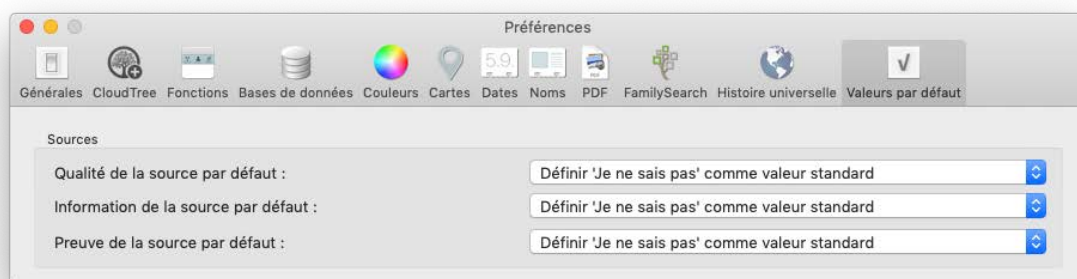 Préférences
5.9.
PDF
Générales CloudTree Fonctions Bases de données Couleurs Cartes Dates Noms PDF FamilySearch Histoire universelle Valeurs par défaut
Sources
Qualité de la source par défaut : Définir 'Je ne sais pas' comme valeur standard
Information de la source par défaut : Définir 'Je ne sais pas' comme valeur standard
Preuve de la source par défaut : Définir 'Je ne sais pas' comme valeur standard